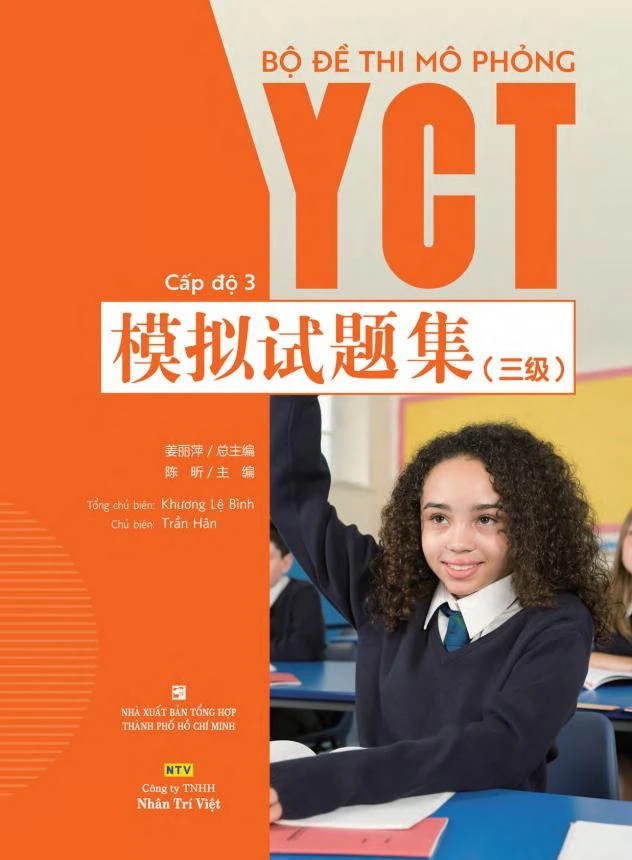 BỘ ĐỀ THI MÔ PHỎNG
YCT
Cấp độ 3
模拟试题集（三级）
姜丽萍/总主编
陈 昕/主 编
Tổng chủ biên: Khương Lệ Bình
Chủ biên: Trần Hân
NHÀ XUẤT BẢN TỔNG HỢP
THÀNH PHỐ HỒ CHÍ MINH
NTV
Công ty TNHH
Nhân Trí Việt